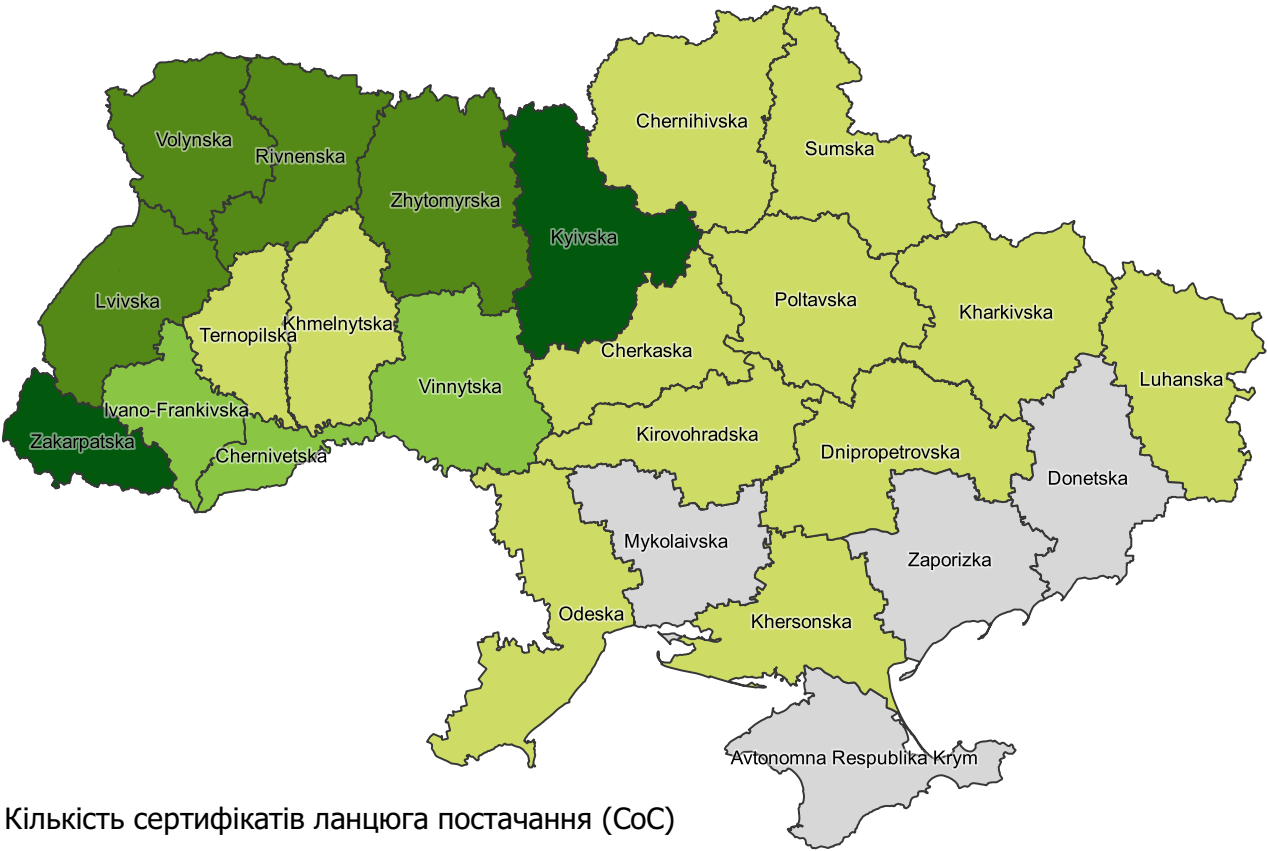 Chernihivska
Sumska
Volynska
Rivnenska
Zhytomyrska
Kyivska
Lvivska
Poltavska
Kharkivska
Ternopilska
Khmelnytska
Cherkaska
Luhanska
Vinnytska
Ivano-Frankivska
Zakarpatska
Kirovohradska
Chernivetska
Dnipropetrovska
Donetska
Mykolaivska
Zaporizka
Odeska
Khersonska
Avtonomna Respublika Krym
Кількість сертифікатів ланцюга постачання (CoC)